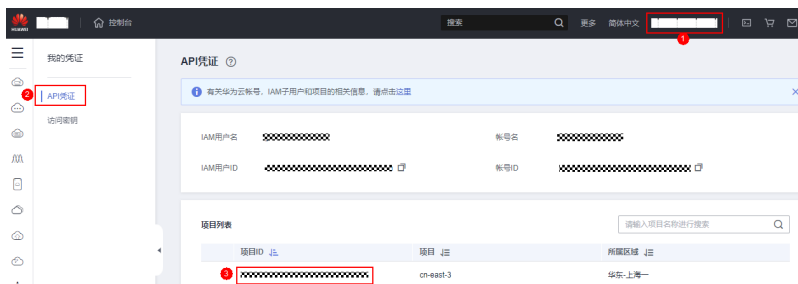 HUAWEI 控制台 搜索 更多 简体中文 1
我的凭证
API凭证
2 API凭证
有关华为云帐号、IAM子用户和项目的相关信息,请点击这里
访问密钥
IAM用户名 帐号名
IAM用户ID 帐号ID
项目列表 请输入项目名称进行搜索
项目ID 项目 所属区域
3 cn-east-3 华东-上海一